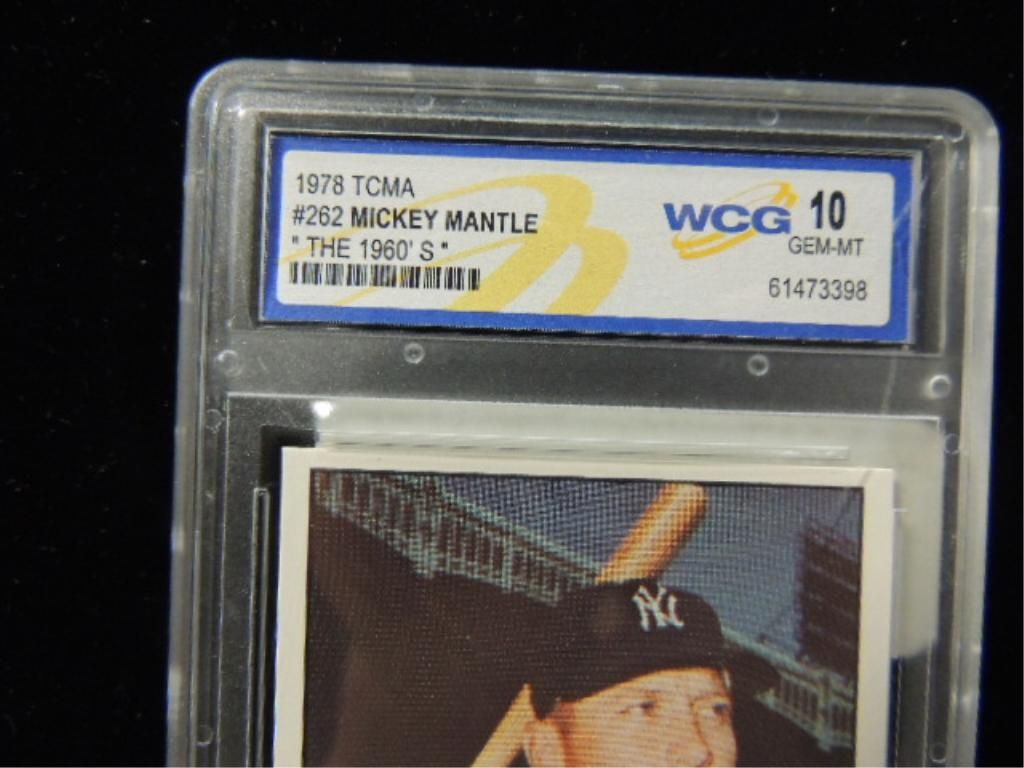 1978 TCMA
#262 MICKEY MANTLE
" THE 1960' S "
WCG 10
GEM-MT
61473398
NY